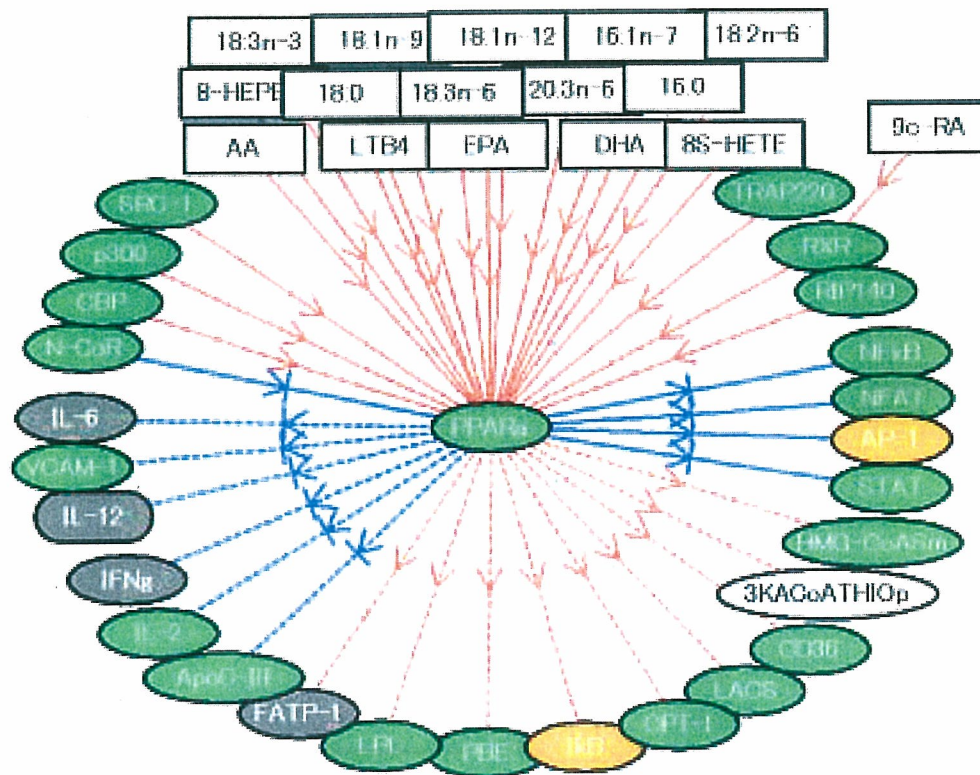 18:3n-3 18:1n-9 18:1n-12 16:1n-7 18:2n-6
18:0 18:3n-6 20:3n-6 16:0
9c-RA
AA LTB4 EPA DHA 8S-HETE
TRAP220
SRC-1
RXR
p300
RIP140
CBP
N-CoR
NFkB
NFAT
IL-6
PPARa
AP-1
VCAM-1
STAT
IL-12
HMG-CoASm
IFNg
3KACoATHIOp
IL-2
CD36
ApoC-III
LACS
FATP-1
CPT-1
LPL
PBE
IkB